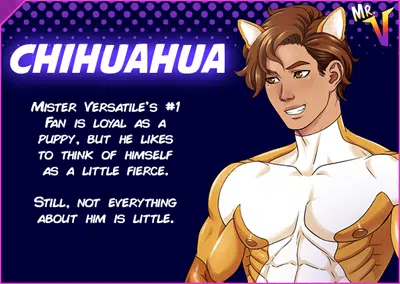 CHIHUAHUA
MR.
V
MISTER VERSATILE'S #1
FAN IS LOYAL AS A
PUPPY, BUT HE LIKES
TO THINK OF HIMSELF
AS A LITTLE FIERCE.
STILL, NOT EVERYTHING
ABOUT HIM IS LITTLE.